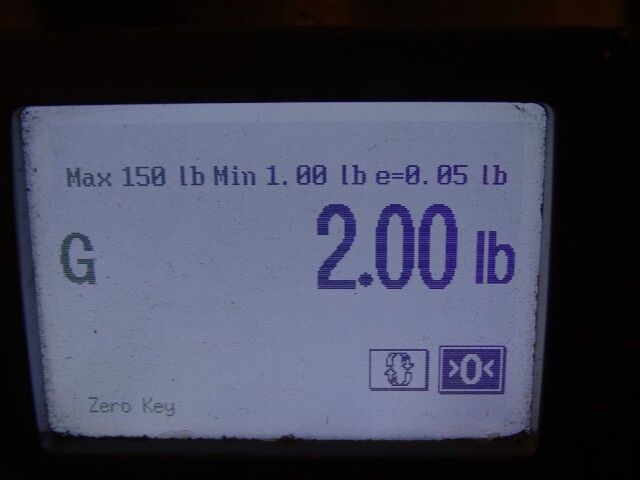 Max 150 lb Min 1.00 lb e=0.05 lb
G 2.00 lb
>0<
Zero Key